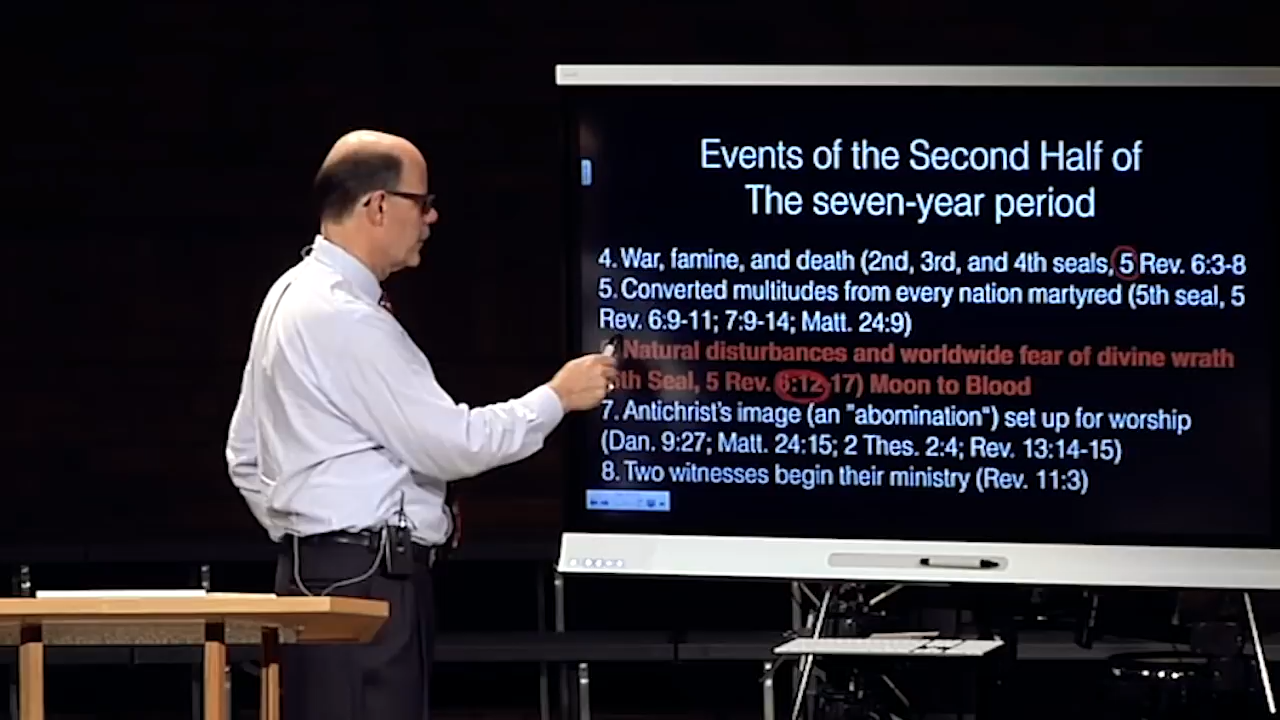 Events of the Second Half of
The seven-year period
4. War, famine, and death (2nd, 3rd, and 4th seals, 5 Rev. 6:3-8
5. Converted multitudes from every nation martyred (5th seal, 5
Rev. 6:9-11; 7:9-14; Matt. 24:9)
Natural disturbances and worldwide fear of divine wrath
Seal, 5 Rev. 6:12-17) Moon to Blood
7. Antichrist's image (an "abomination") set up for worship
(Dan. 9:27; Matt. 24:15; 2 Thes. 2:4; Rev. 13:14-15)
8. Two witnesses begin their ministry (Rev. 11:3)